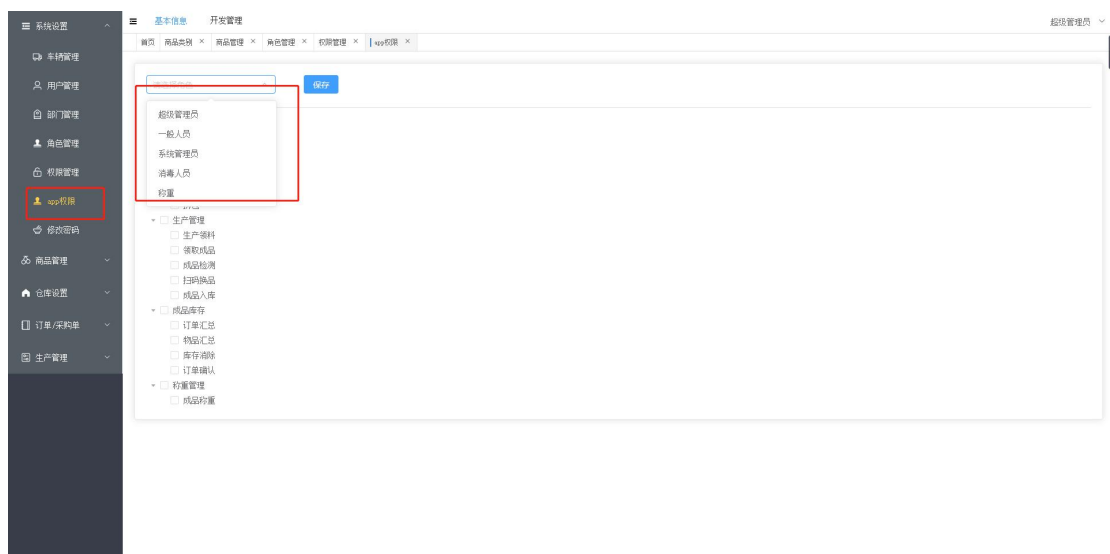 系统设置
基本信息 开发管理
超级管理员
首页 商品类别 × 商品管理 × 角色管理 × 权限管理 × app权限 ×
车辆管理
用户管理
部门管理
角色管理
权限管理
app权限
修改密码
商品管理
仓库设置
订单/采购单
生产管理
保存
超级管理员
一般人员
系统管理员
消毒人员
称重
生产管理
生产领料
领取成品
成品检测
扫码换品
成品入库
成品库存
订单汇总
物品汇总
库存消除
订单确认
称重管理
成品称重